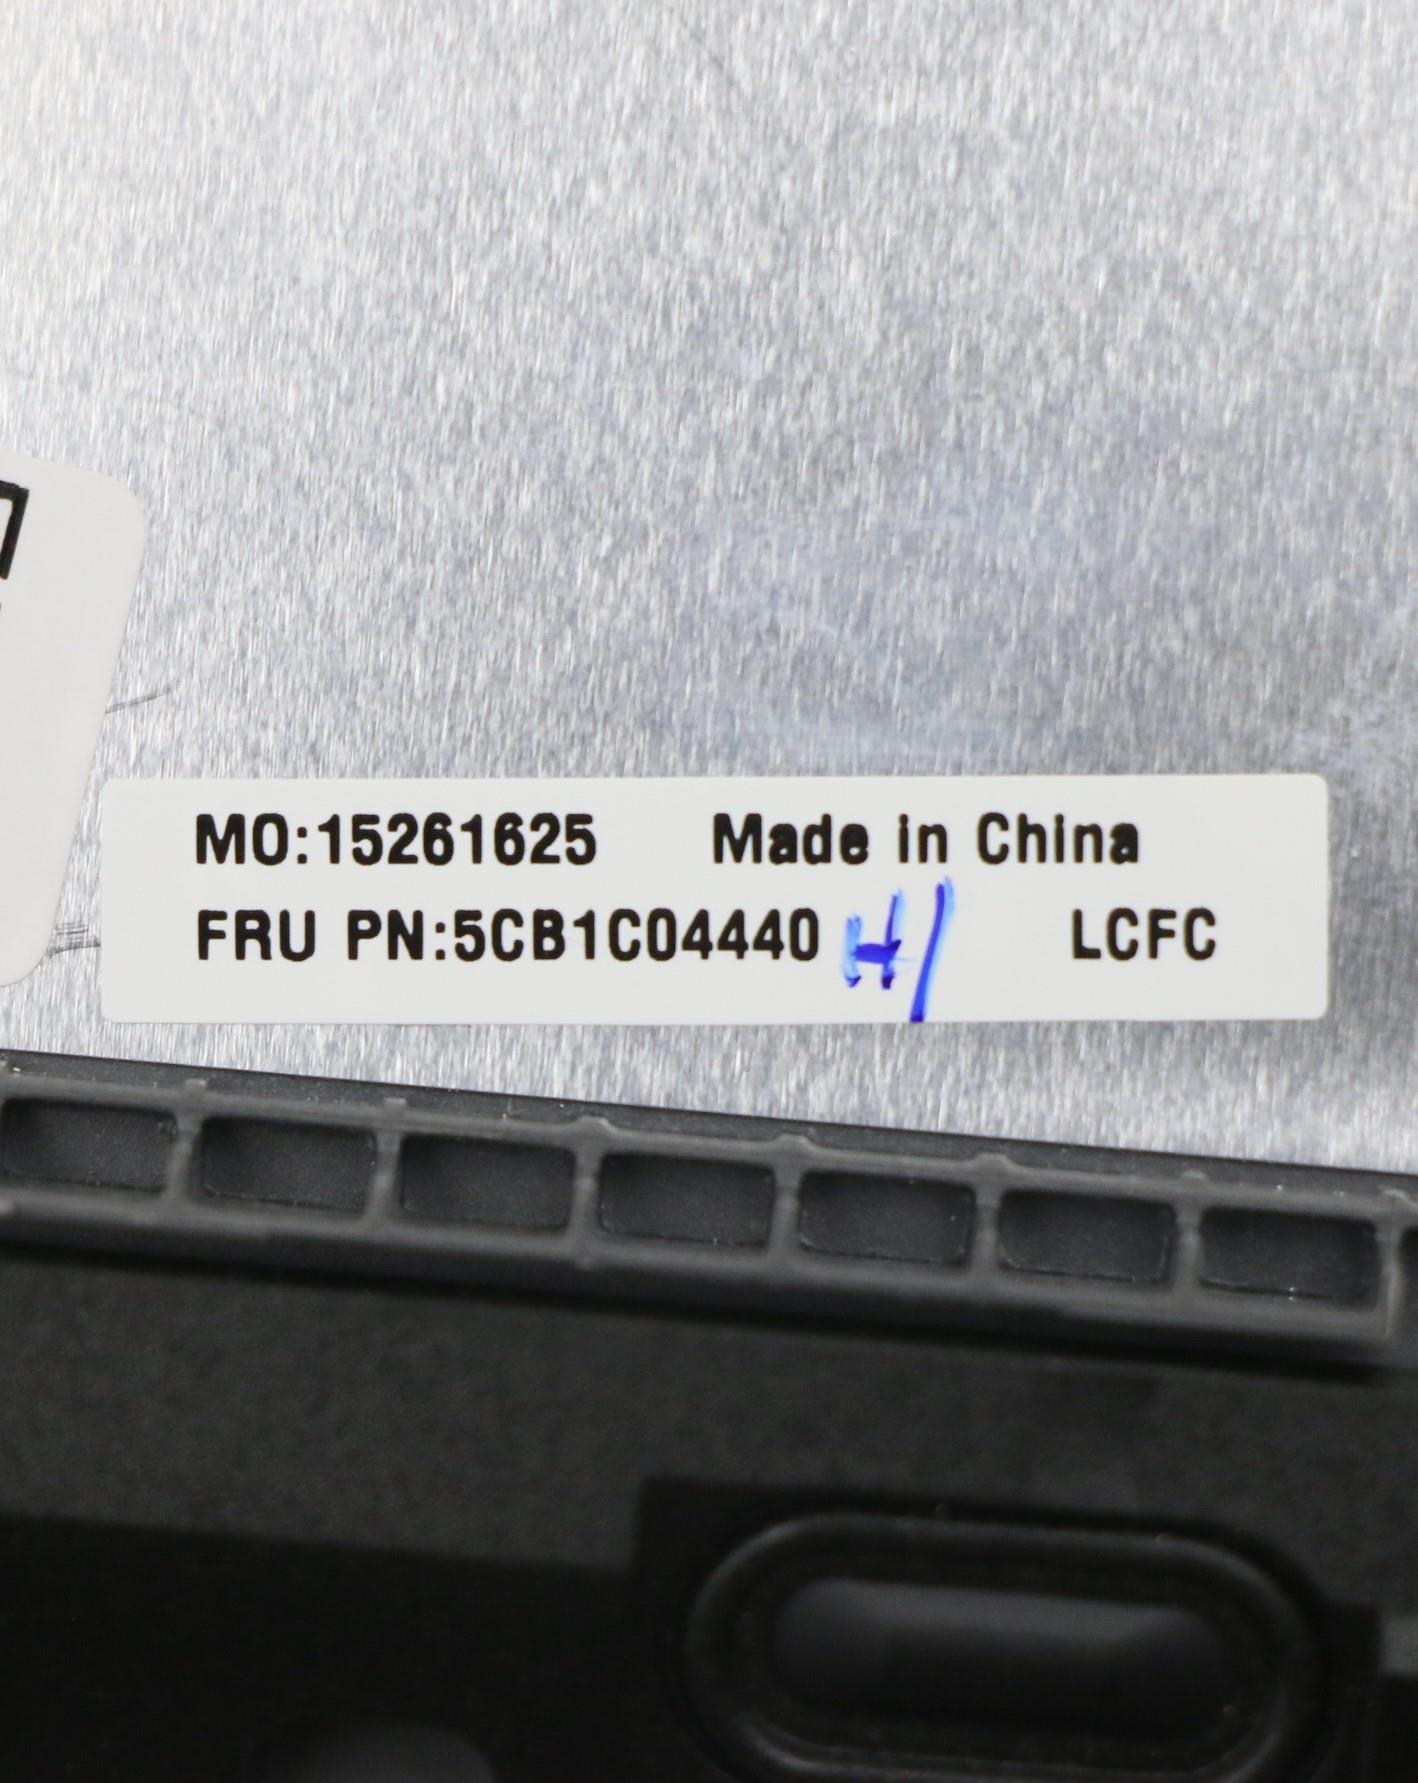 MO:15261625 Made in China
FRU PN:5CB1C04440 H/ LCFC